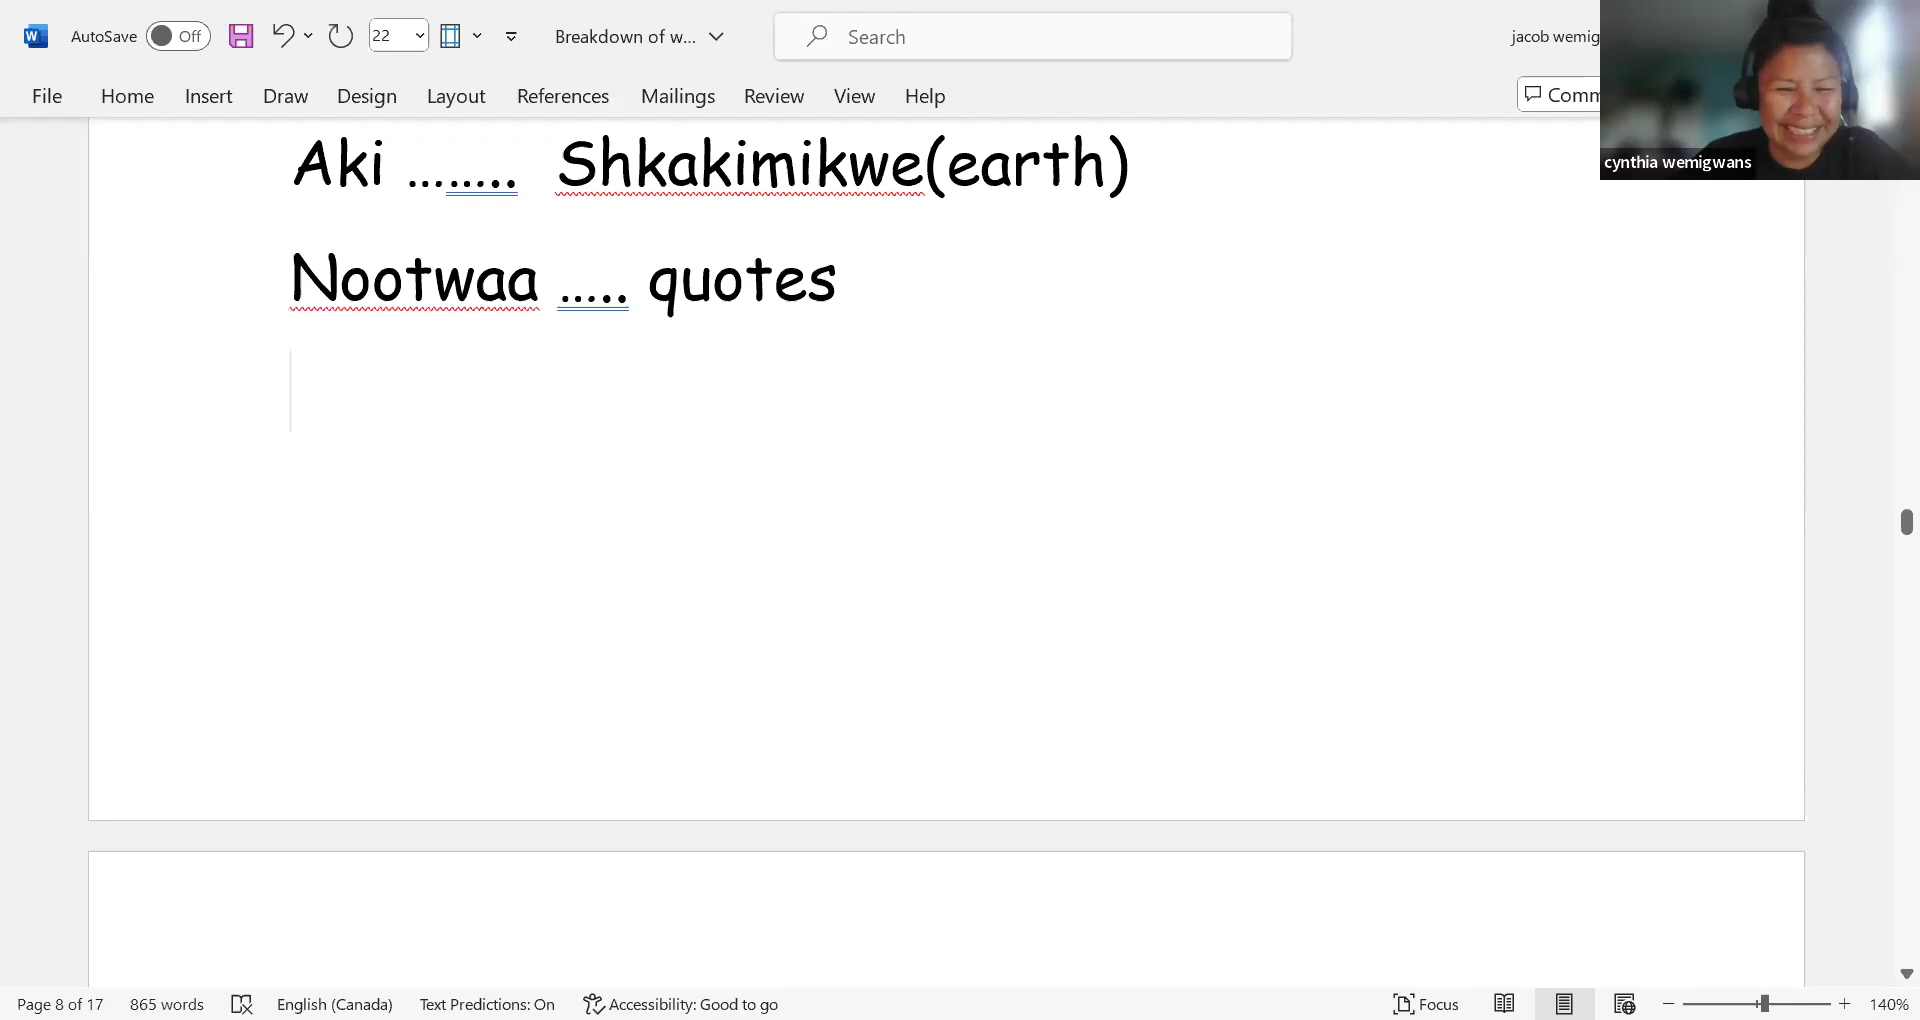 AutoSave Off 22 Breakdown of w... Search jacob wemig
File Home Insert Draw Design Layout References Mailings Review View Help Comm
cynthia wemigwans
Aki ........ Shkakimikwe(earth)
Nootwaa ..... quotes
Page 8 of 17 865 words English (Canada) Text Predictions: On Accessibility: Good to go Focus 140%